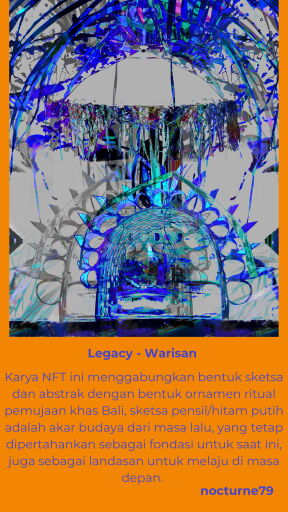 Legacy - Warisan
Karya NFT ini menggabungkan bentuk sketsa
dan abstrak dengan bentuk ornamen ritual
pemujaan khas Bali, sketsa pensil/hitam putih
adalah akar budaya dari masa lalu, yang tetap
dipertahankan sebagai fondasi untuk saat ini,
juga sebagai landasan untuk melaju di masa
depan.
nocturne79